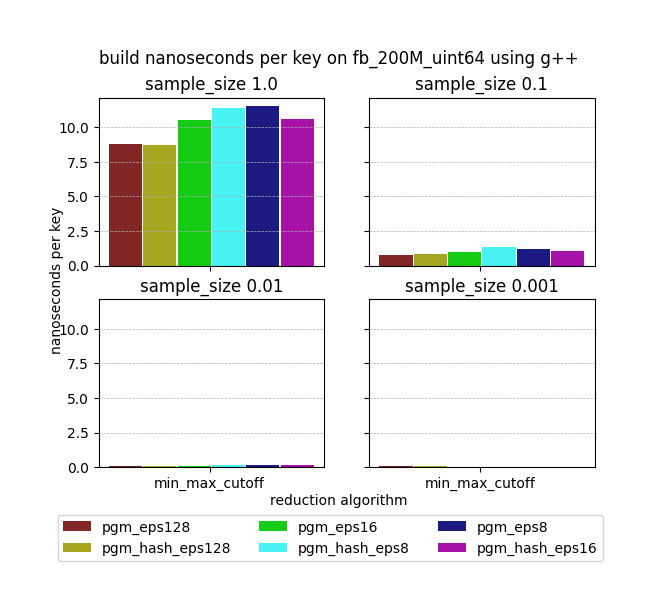 build nanoseconds per key on fb_200M_uint64 using g++
sample_size 1.0
sample_size 0.1
10.0
7.5
5.0
2.5
0.0
nanoseconds per key
sample_size 0.01
sample_size 0.001
10.0
7.5
5.0
2.5
0.0
min_max_cutoff
min_max_cutoff
reduction algorithm
pgm_eps128
pgm_eps16
pgm_eps8
pgm_hash_eps128
pgm_hash_eps8
pgm_hash_eps16